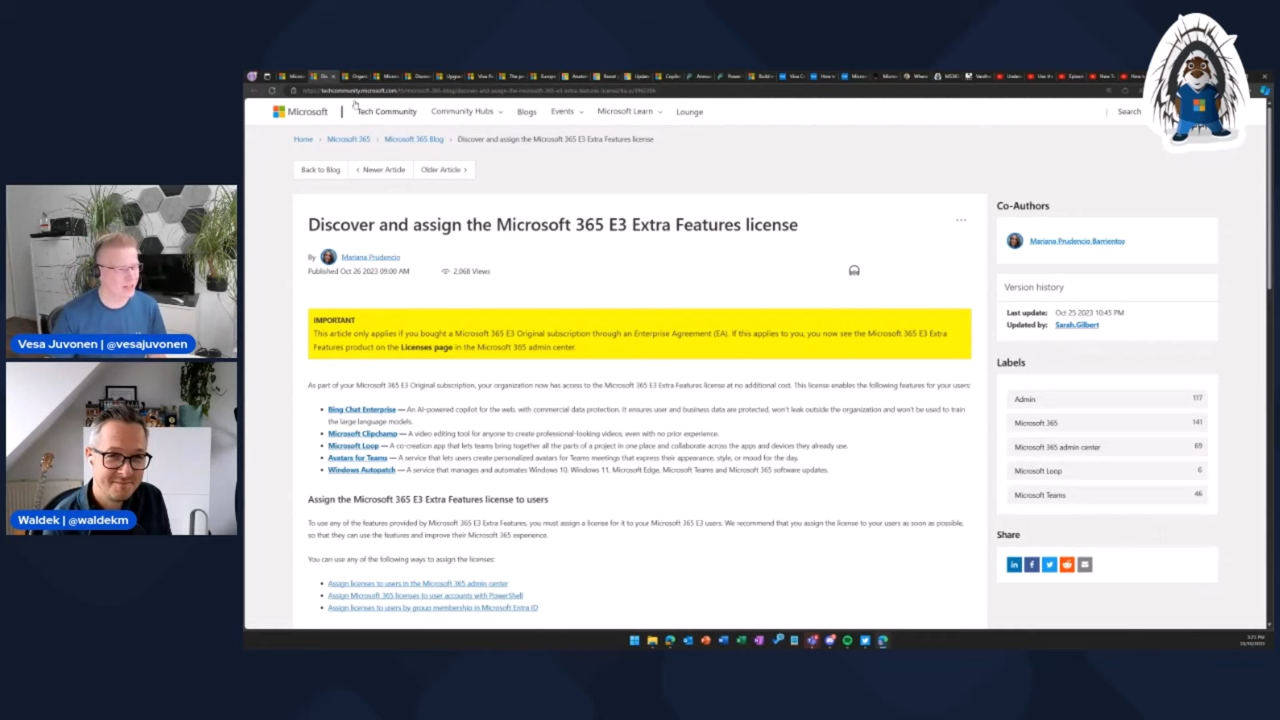 Microsoft
Tech Community
Community Hubs
Blogs
Events
Microsoft Learn
Lounge
Search
Home
Microsoft 365
Microsoft 365 Blog
Discover and assign the Microsoft 365 E3 Extra Features license
Back to Blog
Newer Article
Older Article
Discover and assign the Microsoft 365 E3 Extra Features license
By Mariana_Prudencio
Published Oct 26 2023 09:00 AM 2,068 Views
IMPORTANT
This article only applies if you bought a Microsoft 365 E3 Original subscription through an Enterprise Agreement (EA). If this applies to you, you now see the Microsoft 365 E3 Extra
Features product on the Licenses page in the Microsoft 365 admin center.
As part of your Microsoft 365 E3 Original subscription, your organization now has access to the Microsoft 365 E3 Extra Features license at no additional cost. This license enables the following features for your users:
Bing Chat Enterprise — An AI-powered copilot for the web, with commercial data protection. It ensures user and business data are protected, won't leak outside the organization and won't be used to train
the large language models.
Microsoft Clipchamp — A video editing tool for anyone to create professional-looking videos, even with no prior experience.
Microsoft Loop — A co-creation app that lets teams bring together all the parts of a project in one place and collaborate across the apps and devices they already use.
Avatars for Teams — A service that lets users create personalized avatars for Teams meetings that express their appearance, style, or mood for the day.
Windows Autopatch — A service that manages and automates Windows 10, Windows 11, Microsoft Edge, Microsoft Teams and Microsoft 365 software updates.
Assign the Microsoft 365 E3 Extra Features license to users
To use any of the features provided by Microsoft 365 E3 Extra Features, you must assign a license for it to your Microsoft 365 E3 users. We recommend that you assign the license to your users as soon as possible,
so that they can use the features and improve their Microsoft 365 experience.
You can use any of the following ways to assign the licenses:
Assign licenses to users in the Microsoft 365 admin center
Assign Microsoft 365 licenses to user accounts with PowerShell
Assign licenses to users by group membership in Microsoft Entra ID
Co-Authors
Mariana Prudencio Barrientos
Version history
Last update: Oct 25 2023 10:45 PM
Updated by: Sarah.Gilbert
Labels
Admin 117
Microsoft 365 141
Microsoft 365 admin center 69
Microsoft Loop 6
Microsoft Teams 46
Share
Vesa Juvonen | @vesajuvonen
Waldek | @waldekm